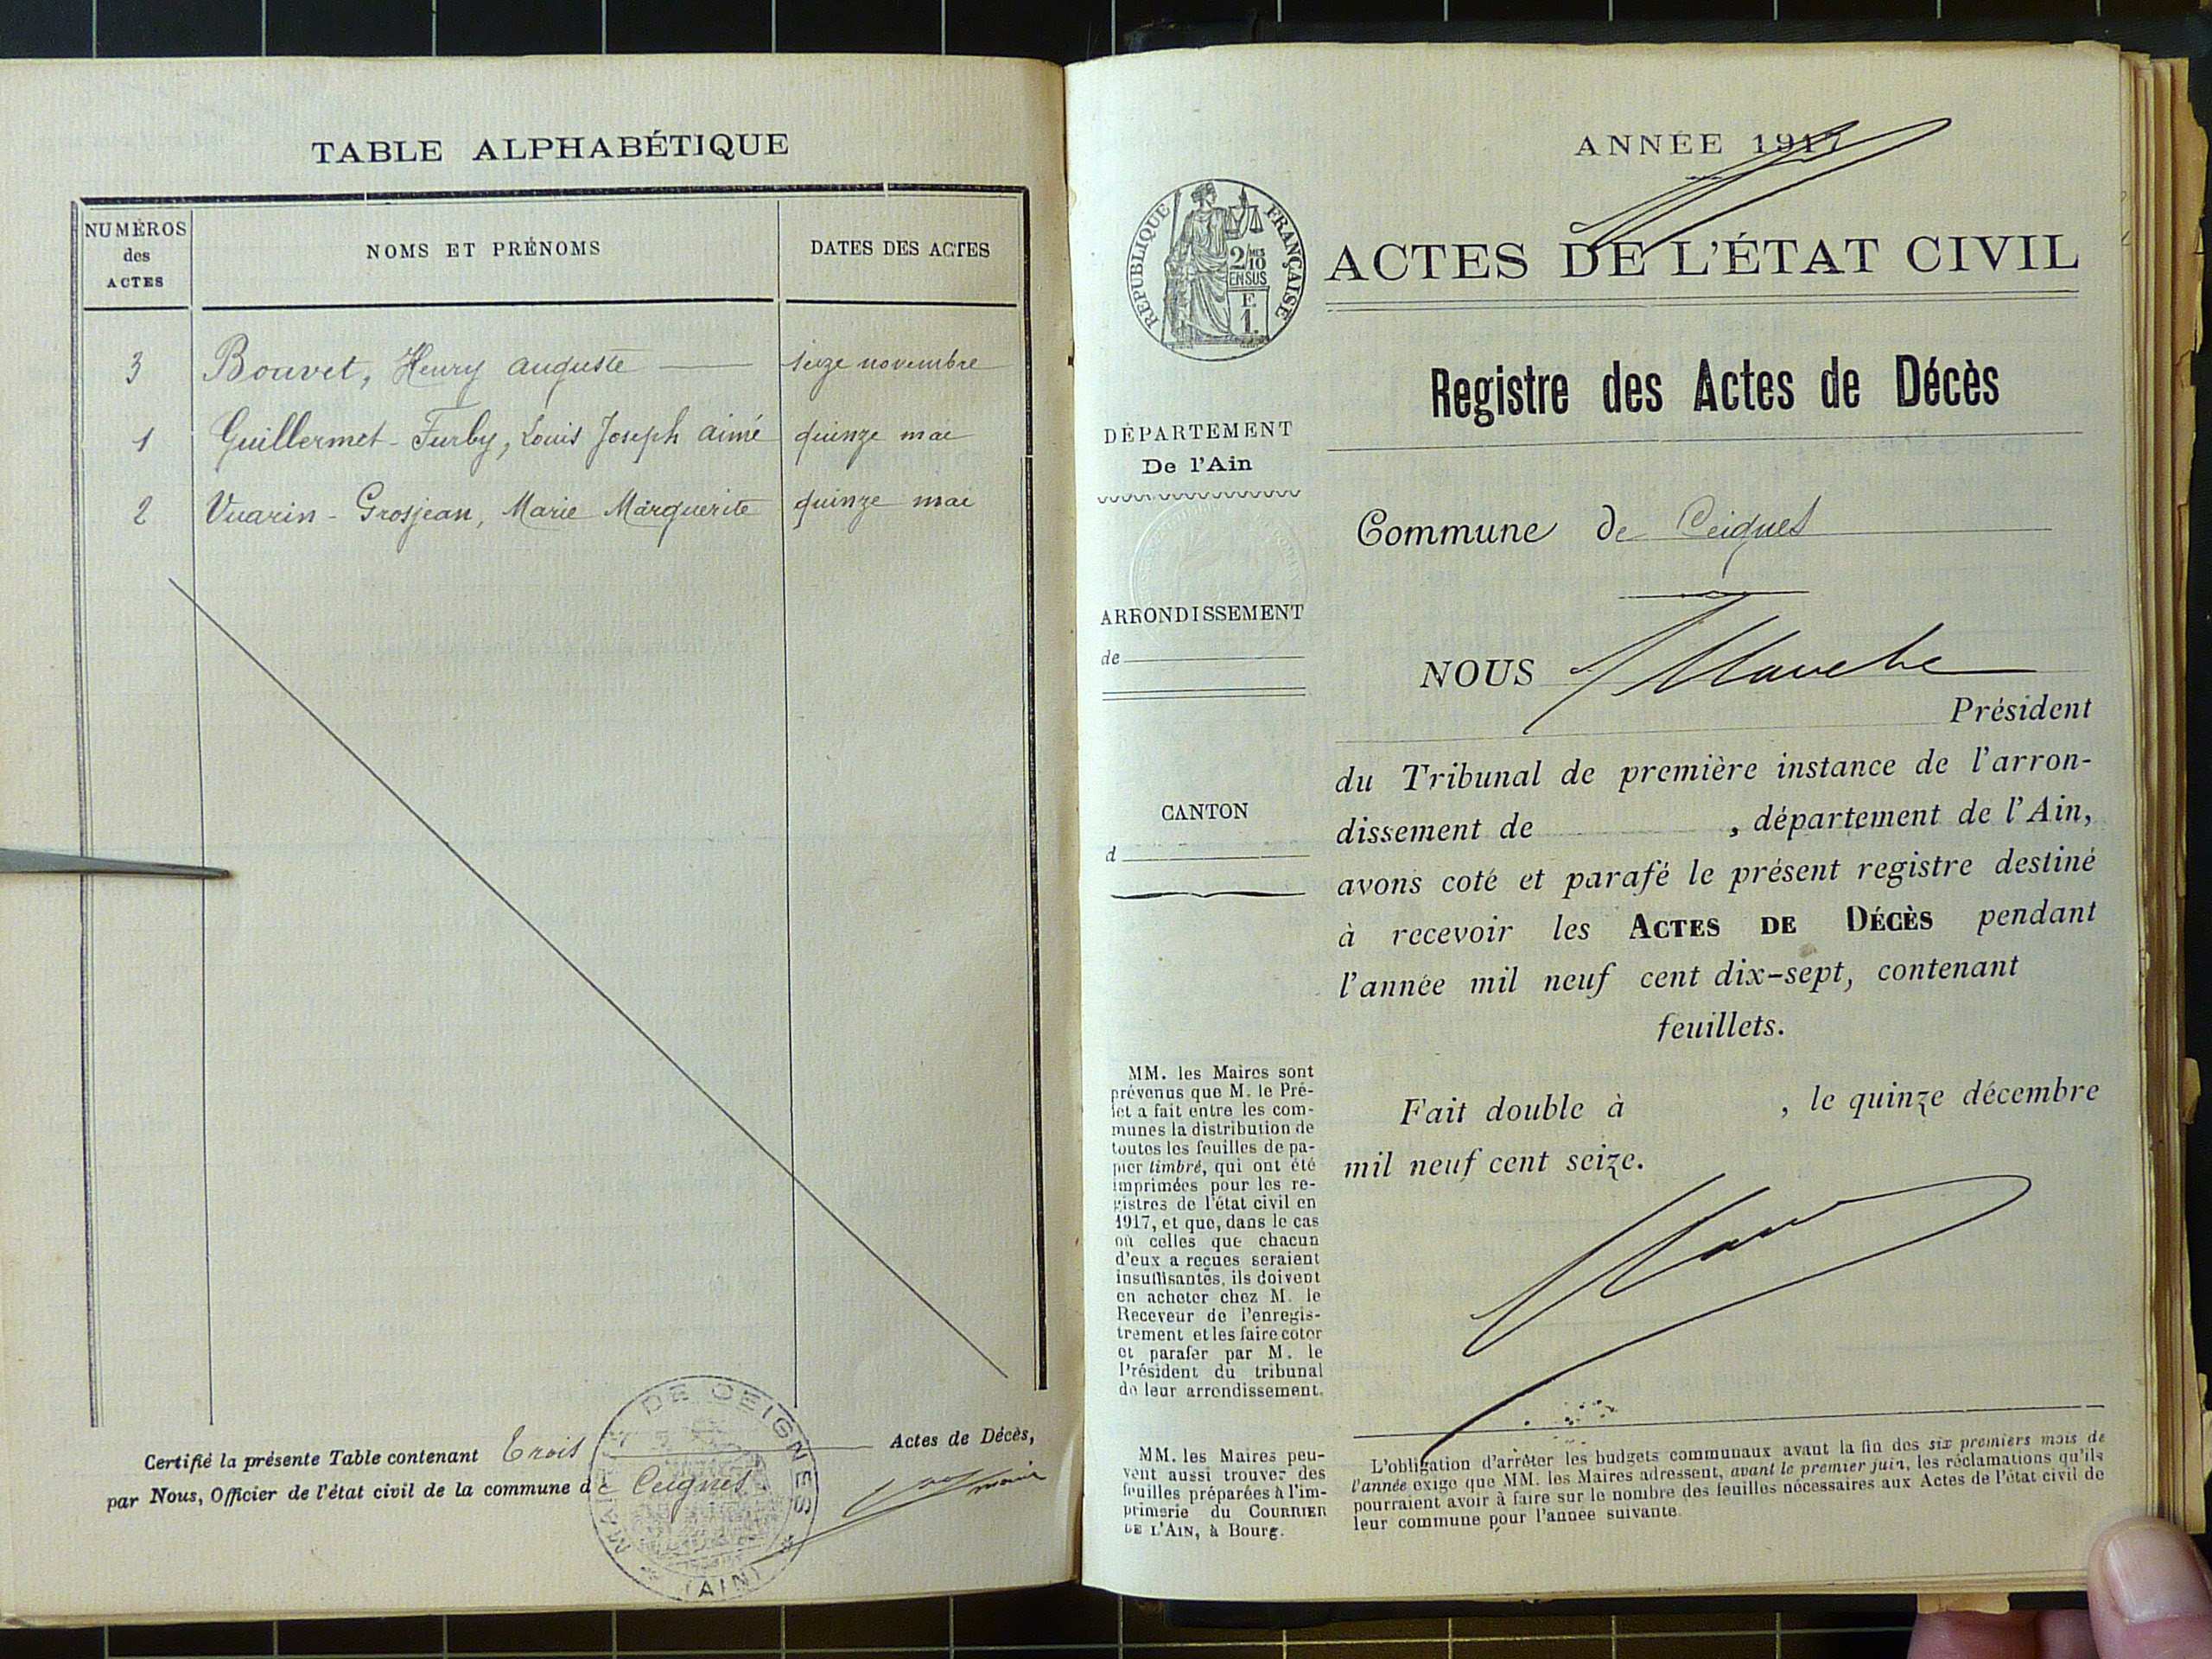 TABLE ALPHABÉTIQUE
NUMÉROS
des
ACTES
NOMS ET PRÉNOMS
DATES DES ACTES
3 Bouvet, Henry auguste seize novembre
1 Guillermet-Furby, Louis Joseph aimé quinze mai
2 Vuarin-Grosjean, Marie Marguerite quinze mai
Certifié la présente Table contenant trois Actes de Décès,
par Nous, Officier de l'état civil de la commune de Ceignes
maire
MAIRIE DE CEIGNES
(AIN)
ANNÉE 1917
RÉPUBLIQUE FRANÇAISE
2/10 MES
EN SUS
F.
1.
ACTES DE L'ÉTAT CIVIL
Registre des Actes de Décès
DÉPARTEMENT
De l'Ain
ARRONDISSEMENT
de
CANTON
d
MM. les Maires sont
prévenus que M. le Pré-
fet a fait entre les com-
munes la distribution de
toutes les feuilles de pa-
pier timbré, qui ont été
imprimées pour les re-
gistres de l'état civil en
1917, et que, dans le cas
où celles que chacun
d'eux a reçues seraient
insuffisantes, ils doivent
en acheter chez M. le
Receveur de l'enregis-
trement et les faire coter
et parafer par M. le
Président du tribunal
de leur arrondissement.
MM. les Maires peu-
vent aussi trouver des
feuilles préparées à l'im-
primerie du COURRIER
DE L'AIN, à Bourg.
Commune de Ceignes
NOUS
Président
du Tribunal de première instance de l'arron-
dissement de , département de l'Ain,
avons coté et parafé le présent registre destiné
à recevoir les ACTES DE DÉCÈS pendant
l'année mil neuf cent dix-sept, contenant
feuillets.
Fait double à , le quinze décembre
mil neuf cent seize.
L'obligation d'arrêter les budgets communaux avant la fin des six premiers mois de
l'année exige que MM. les Maires adressent, avant le premier juin, les réclamations qu'ils
pourraient avoir à faire sur le nombre des feuilles nécessaires aux Actes de l'état civil de
leur commune pour l'année suivante.